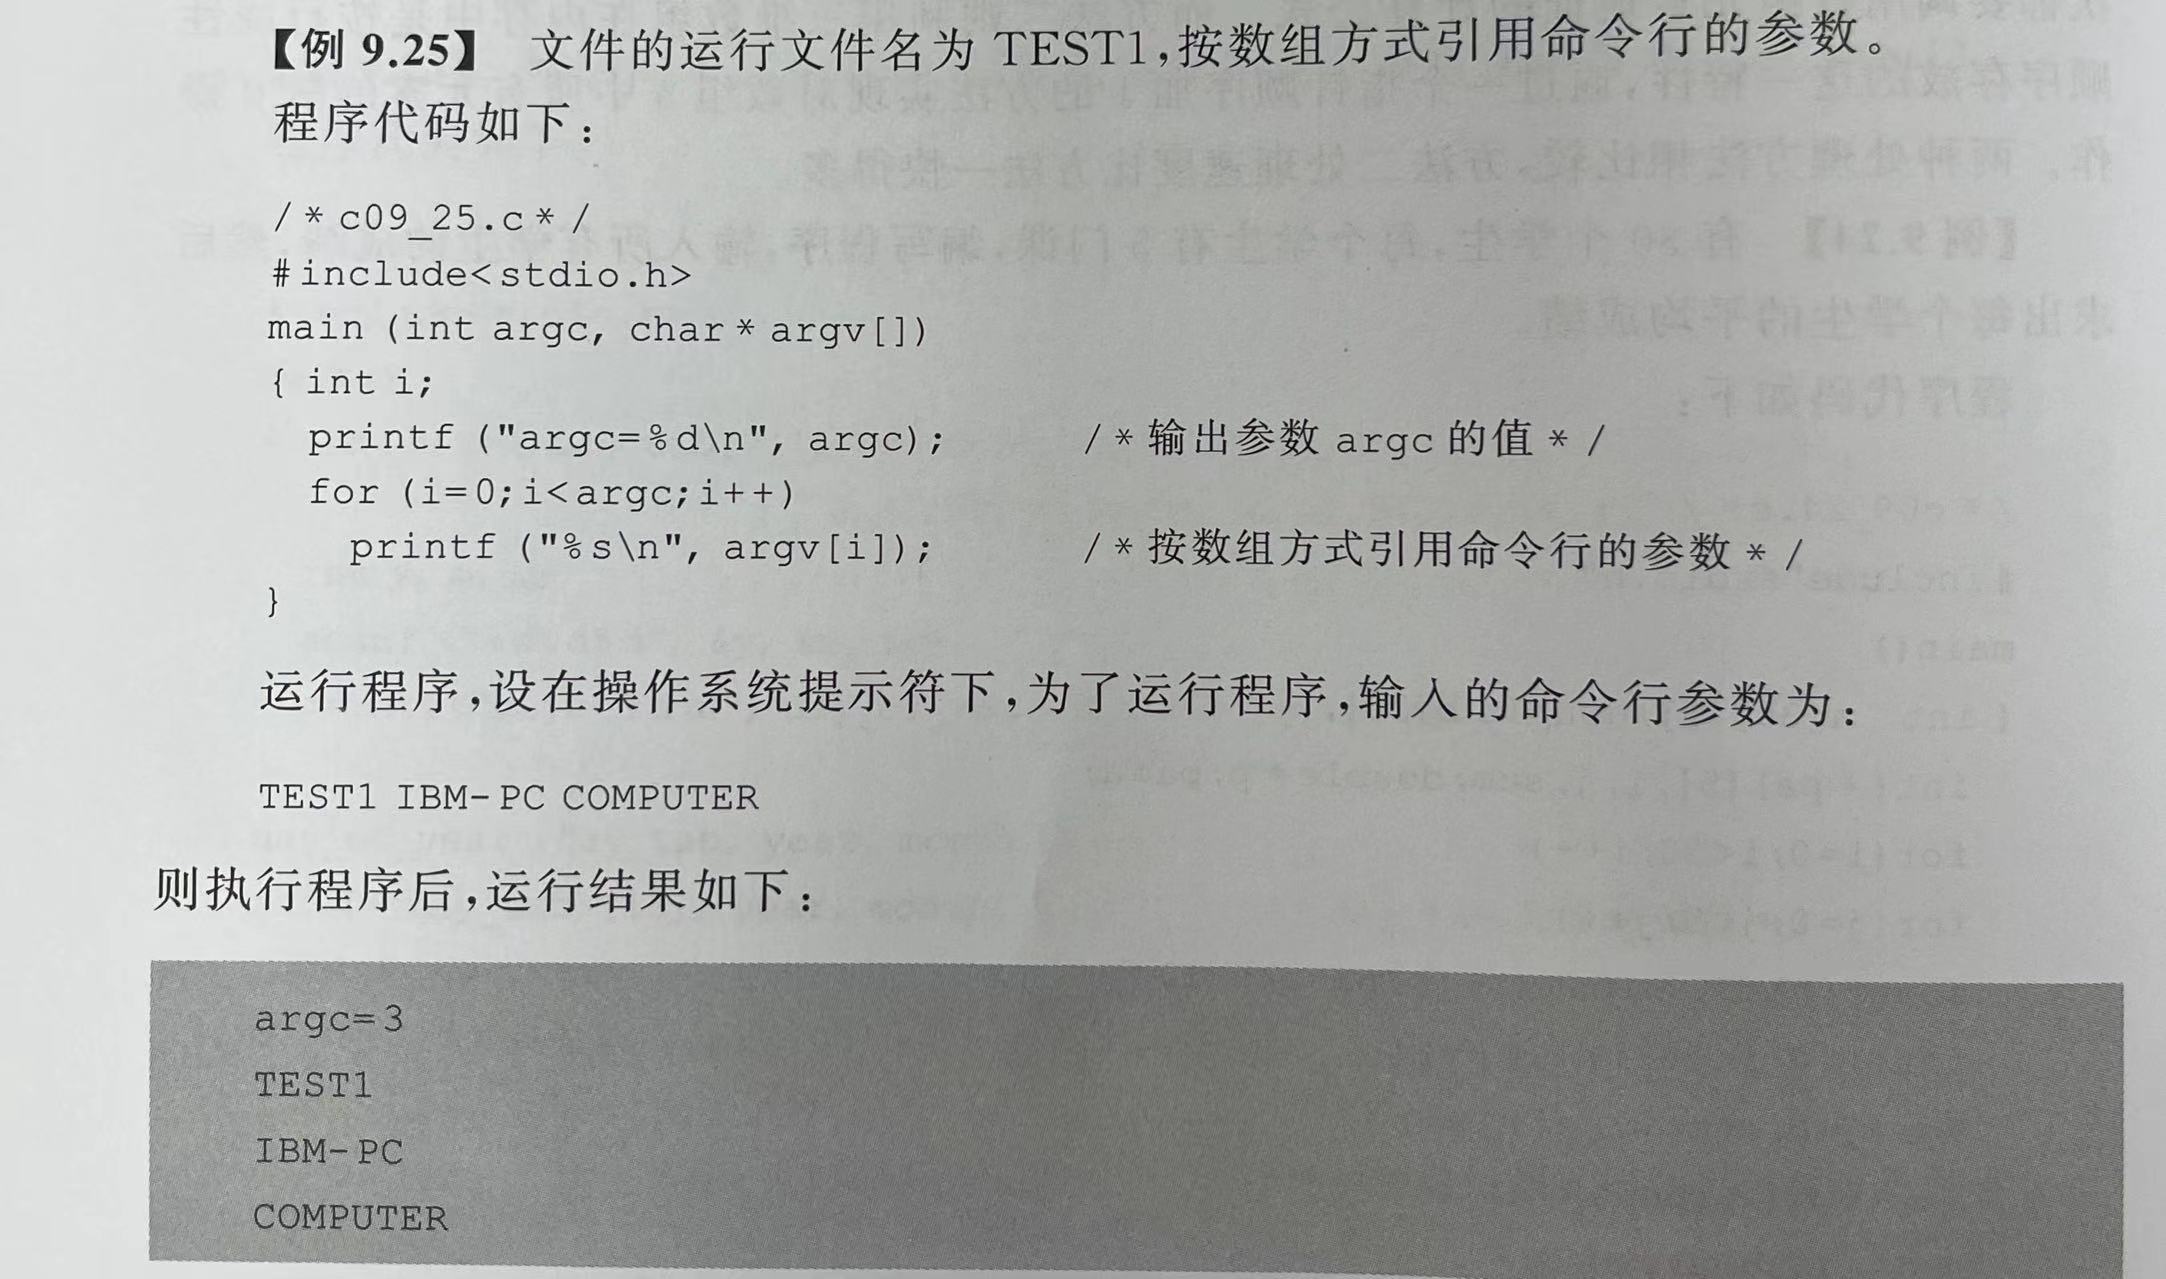 【例 9.25】 文件的运行文件名为 TEST1,按数组方式引用命令行的参数。
程序代码如下:
/*c09_25.c*/
#include<stdio.h>
main (int argc, char* argv[])
{ int i;
printf ("argc=%d\n", argc); /*输出参数 argc 的值*/
for (i=0;i<argc;i++)
printf ("%s\n", argv[i]); /*按数组方式引用命令行的参数*/
}
运行程序,设在操作系统提示符下,为了运行程序,输入的命令行参数为:
TEST1 IBM-PC COMPUTER
则执行程序后,运行结果如下:
argc=3
TEST1
IBM-PC
COMPUTER